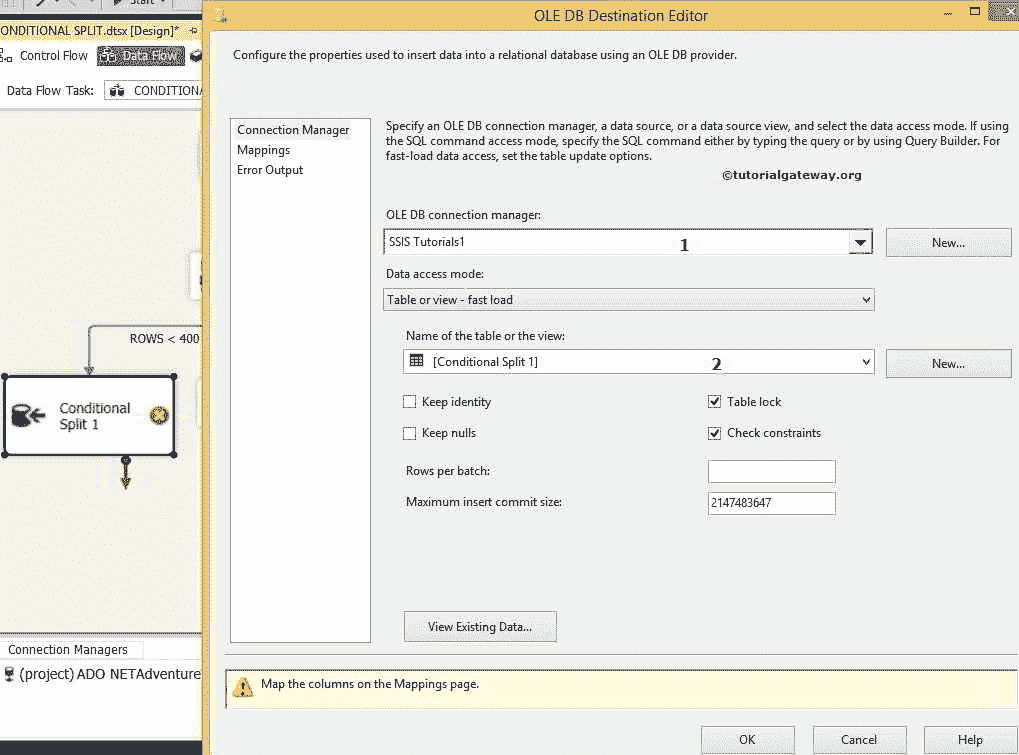 Start
ONDITIONAL SPLIT.dtsx [Design]*
OLE DB Destination Editor
Control Flow
Data Flow
Data Flow Task:
CONDITIONA
Configure the properties used to insert data into a relational database using an OLE DB provider.
Connection Manager
Mappings
Error Output
Specify an OLE DB connection manager, a data source, or a data source view, and select the data access mode. If using
the SQL command access mode, specify the SQL command either by typing the query or by using Query Builder. For
fast-load data access, set the table update options.
©tutorialgateway.org
OLE DB connection manager:
SSIS Tutorials1
1
New...
Data access mode:
Table or view - fast load
Name of the table or the view:
[Conditional Split 1]
2
New...
Keep identity
Table lock
Keep nulls
Check constraints
Rows per batch:
Maximum insert commit size:
2147483647
View Existing Data...
ROWS < 400
Conditional
Split 1
Connection Managers
(project) ADO NETAdventure
Map the columns on the Mappings page.
OK
Cancel
Help